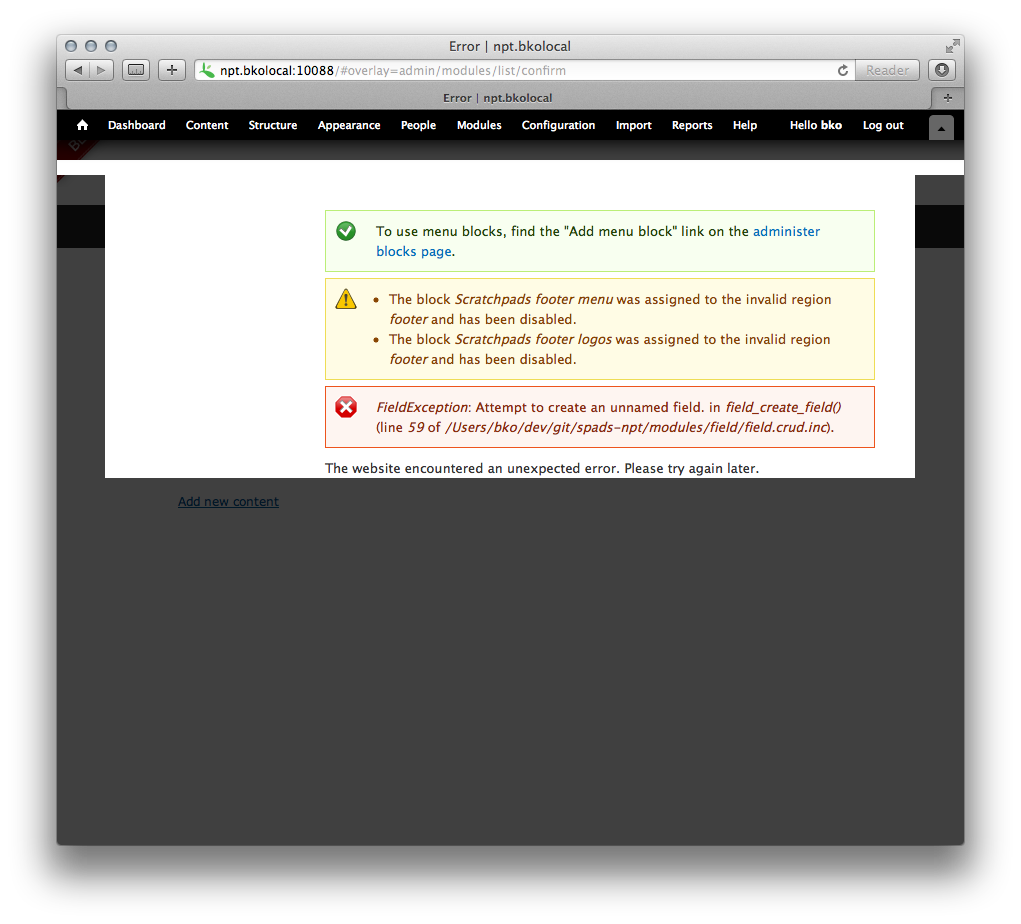 Error | npt.bkolocal
npt.bkolocal:10088/#overlay=admin/modules/list/confirm
Reader
Error | npt.bkolocal
Dashboard Content Structure Appearance People Modules Configuration Import Reports Help Hello bko Log out
To use menu blocks, find the "Add menu block" link on the administer
blocks page.
The block Scratchpads footer menu was assigned to the invalid region
footer and has been disabled.
The block Scratchpads footer logos was assigned to the invalid region
footer and has been disabled.
FieldException: Attempt to create an unnamed field. in field_create_field()
(line 59 of /Users/bko/dev/git/spads-npt/modules/field/field.crud.inc).
The website encountered an unexpected error. Please try again later.
Add new content